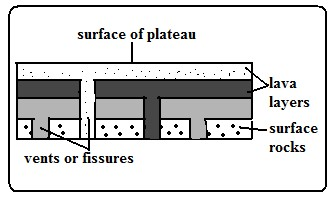 surface of plateau
lava
layers
surface
rocks
vents or fissures